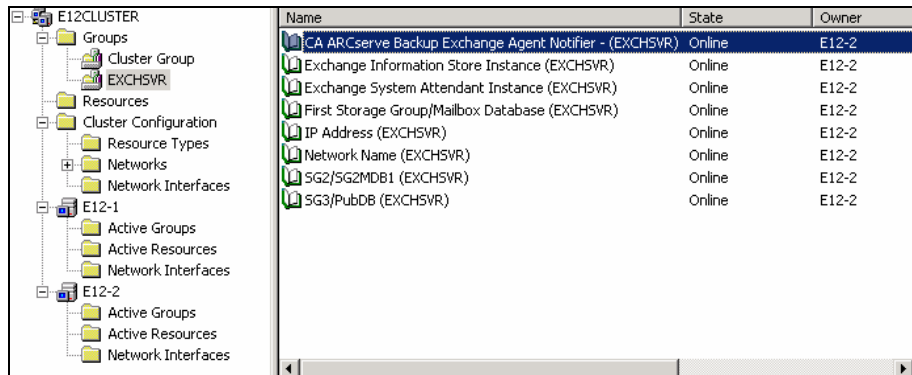 E12CLUSTER
Groups
Cluster Group
EXCHSVR
Resources
Cluster Configuration
Resource Types
Networks
Network Interfaces
E12-1
Active Groups
Active Resources
Network Interfaces
E12-2
Active Groups
Active Resources
Network Interfaces
Name State Owner
CA ARCserve Backup Exchange Agent Notifier - (EXCHSVR) Online E12-2
Exchange Information Store Instance (EXCHSVR) Online E12-2
Exchange System Attendant Instance (EXCHSVR) Online E12-2
First Storage Group/Mailbox Database (EXCHSVR) Online E12-2
IP Address (EXCHSVR) Online E12-2
Network Name (EXCHSVR) Online E12-2
SG2/SG2MDB1 (EXCHSVR) Online E12-2
SG3/PubDB (EXCHSVR) Online E12-2